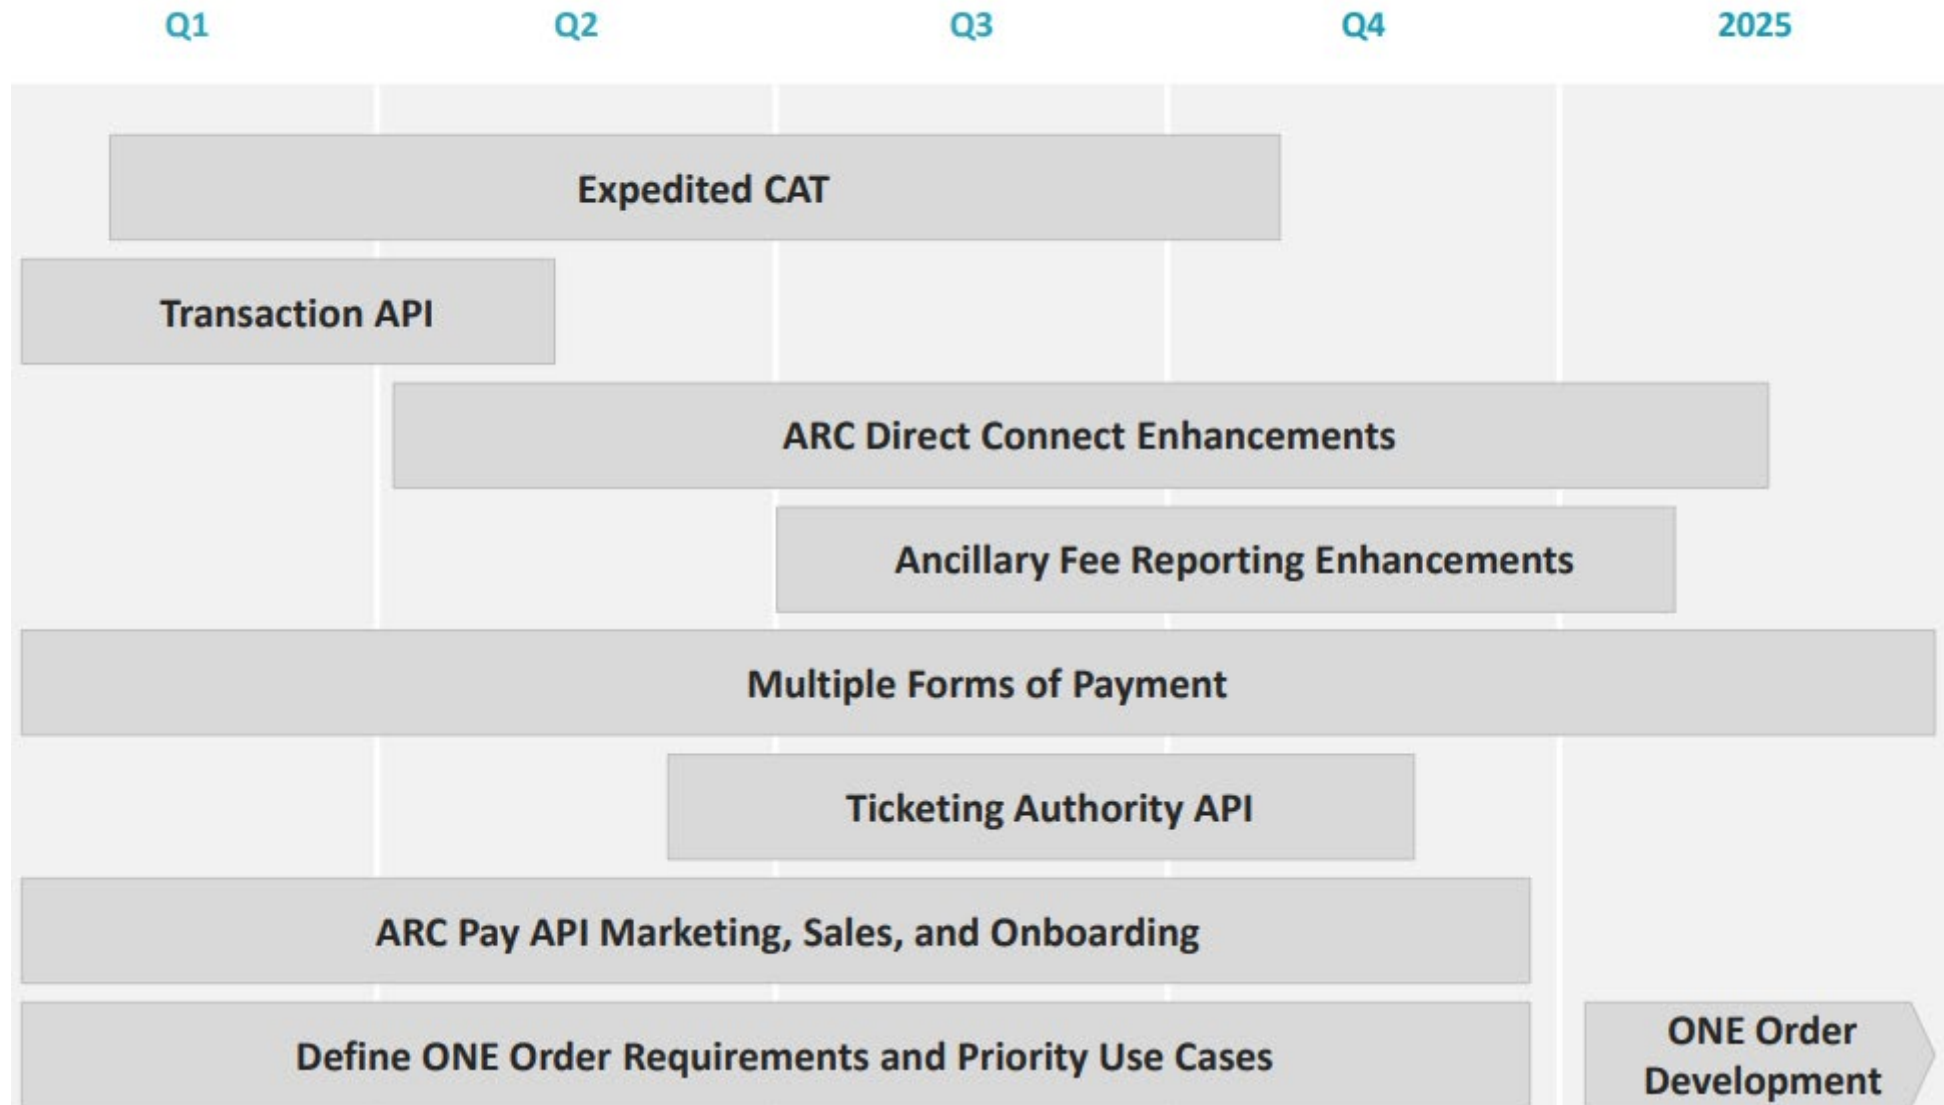 Q1 Q2 Q3 Q4 2025
Expedited CAT
Transaction API
ARC Direct Connect Enhancements
Ancillary Fee Reporting Enhancements
Multiple Forms of Payment
Ticketing Authority API
ARC Pay API Marketing, Sales, and Onboarding
Define ONE Order Requirements and Priority Use Cases
ONE Order
Development